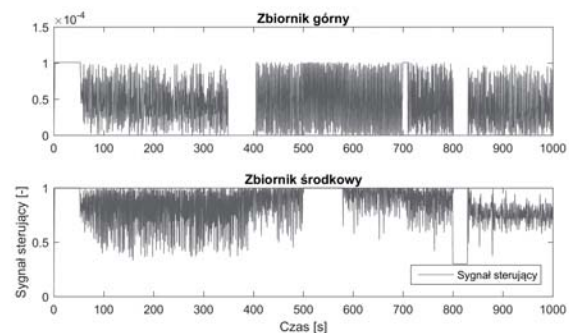 Zbiornik górny
×10⁻⁴
1.5
1
0.5
0
0 100 200 300 400 500 600 700 800 900 1000
Zbiornik środkowy
Sygnał sterujący [-]
1
0.5
0
Sygnał sterujący
0 100 200 300 400 500 600 700 800 900 1000
Czas [s]